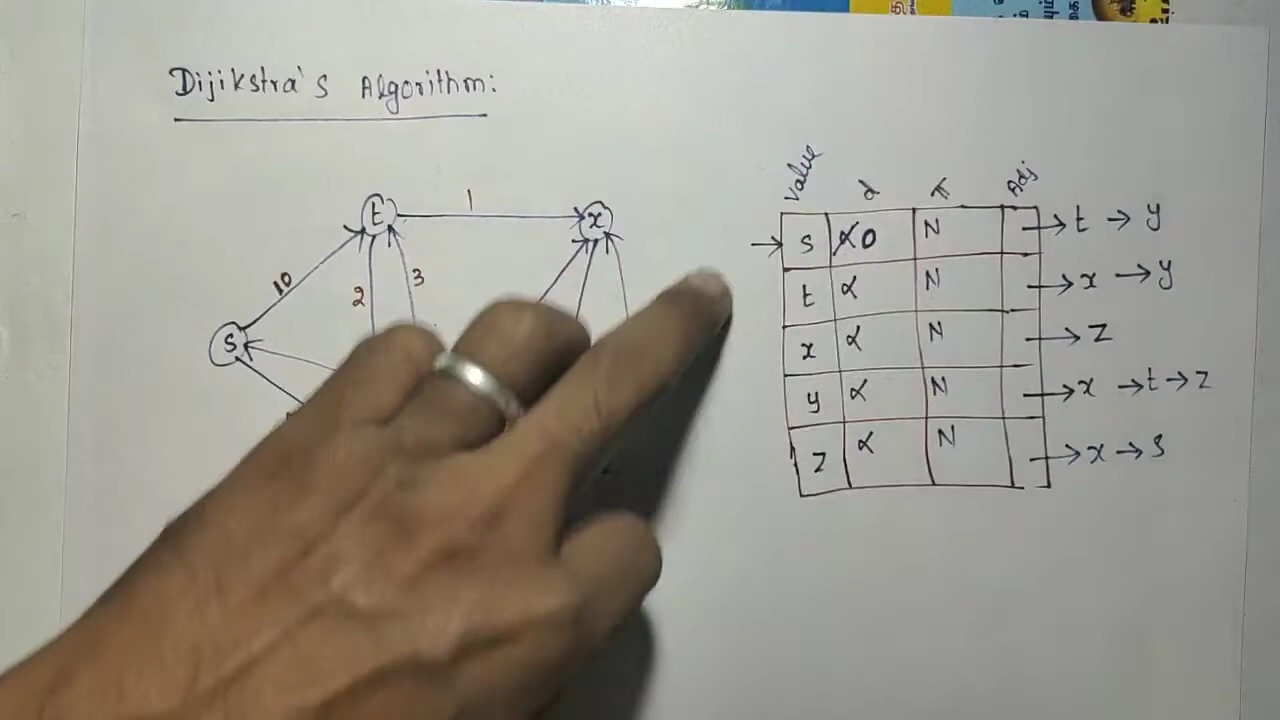 Dijikstra's Algorithm:
t 1 x
10 2 3
s
Value d π Adj
s α 0 N → t → y
t α N → x → y
x α N → z
y α N → x → t → z
z α N → x → s